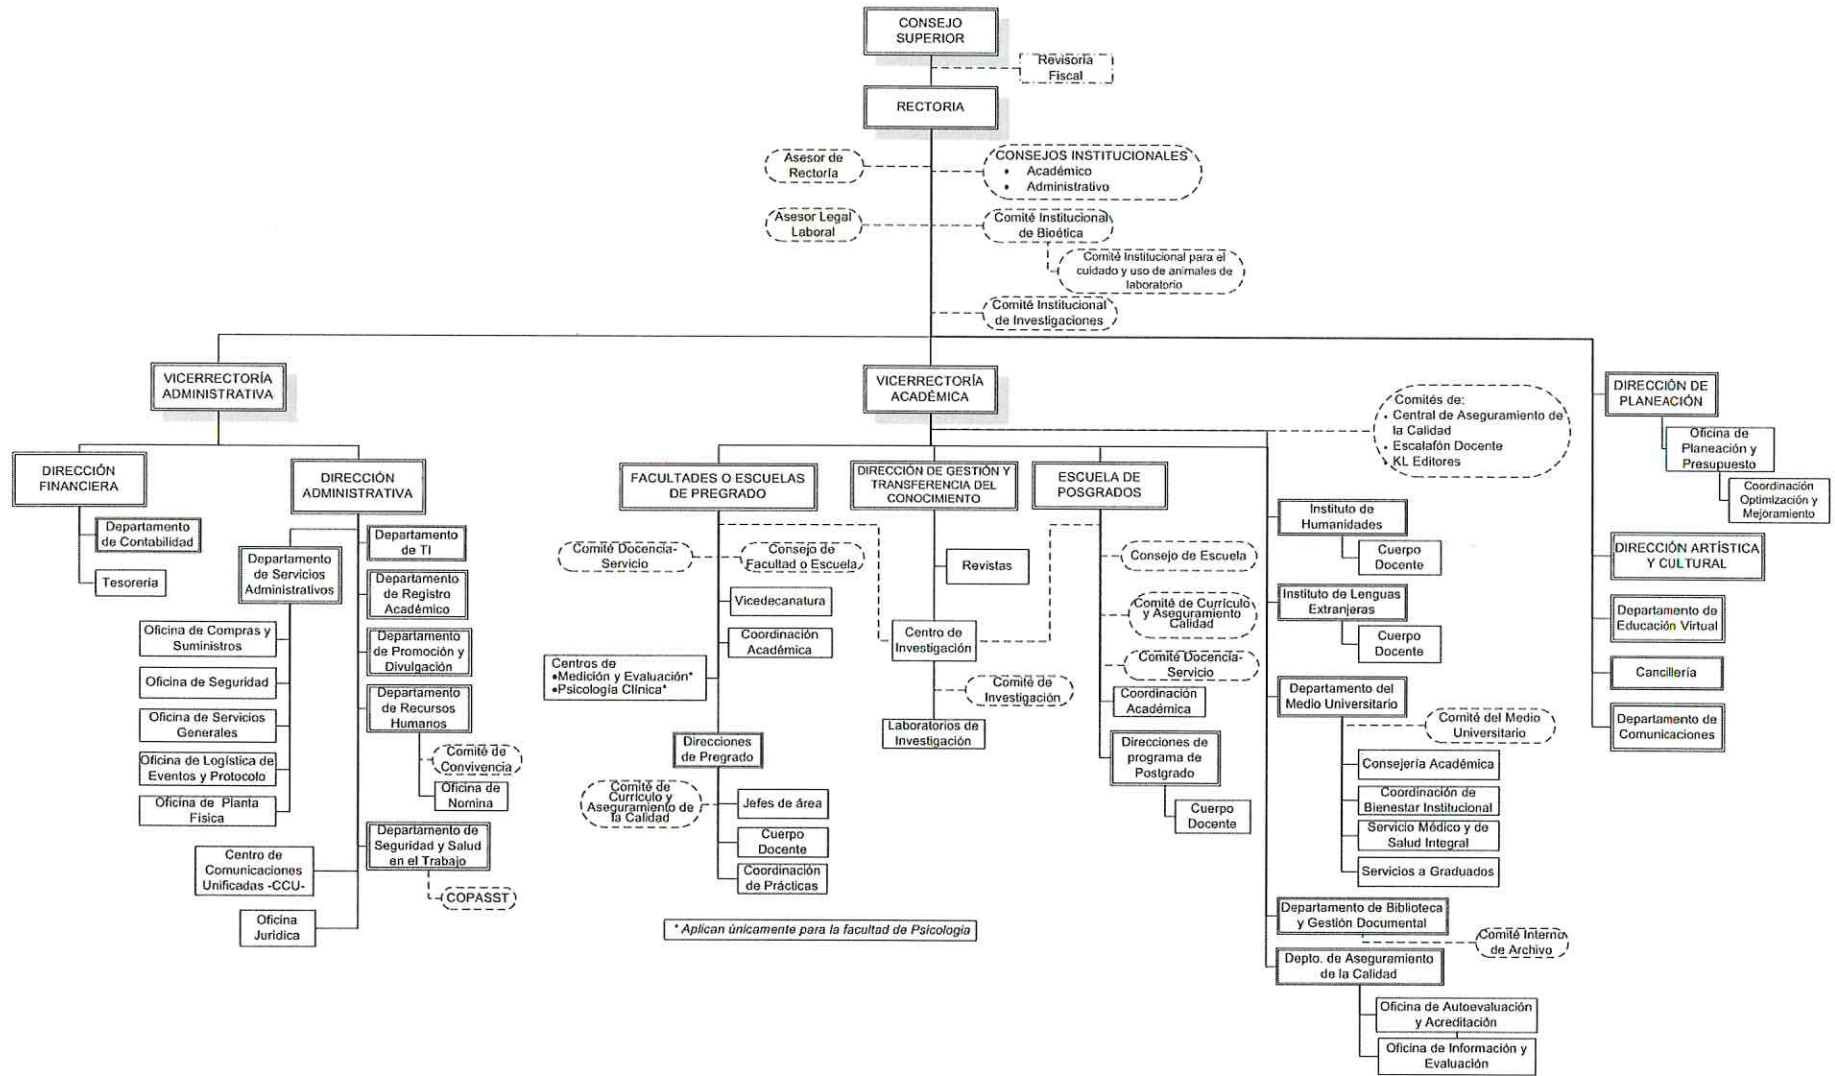 CONSEJO
SUPERIOR
Revisoria
Fiscal
RECTORIA
Asesor de
Rectoría
CONSEJOS INSTITUCIONALES
• Académico
• Administrativo
Asesor Legal
Laboral
Comité Institucional
de Bioética
Comité Institucional para el
cuidado y uso de animales de
laboratorio
Comité Institucional
de Investigaciones
VICERRECTORÍA
ADMINISTRATIVA
VICERRECTORÍA
ACADÉMICA
Comités de:
• Central de Aseguramiento de
la Calidad
• Escalafón Docente
• KL Editores
DIRECCIÓN DE
PLANEACIÓN
Oficina de
Planeación y
Presupuesto
Coordinación
Optimización y
Mejoramiento
DIRECCIÓN
FINANCIERA
DIRECCIÓN
ADMINISTRATIVA
FACULTADES O ESCUELAS
DE PREGRADO
DIRECCIÓN DE GESTIÓN Y
TRANSFERENCIA DEL
CONOCIMIENTO
ESCUELA DE
POSGRADOS
Departamento
de Contabilidad
Tesorería
Departamento
de Servicios
Administrativos
Oficina de Compras y
Suministros
Oficina de Seguridad
Oficina de Servicios
Generales
Oficina de Logística de
Eventos y Protocolo
Oficina de Planta
Física
Departamento
de TI
Departamento
de Registro
Académico
Departamento
de Promoción y
Divulgación
Departamento
de Recursos
Humanos
Comité de
Convivencia
Oficina de
Nomina
Departamento de
Seguridad y Salud
en el Trabajo
COPASST
Centro de
Comunicaciones
Unificadas -CCU-
Oficina
Juridica
Comité Docencia-
Servicio
Consejo de
Facultad o Escuela
Vicedecanatura
Coordinación
Académica
Centros de
•Medición y Evaluación*
•Psicología Clínica*
Direcciones
de Pregrado
Comité de
Currículo y
Aseguramiento de
la Calidad
Jefes de área
Cuerpo
Docente
Coordinación
de Prácticas
* Aplican únicamente para la facultad de Psicología
Revistas
Centro de
Investigación
Comité de
Investigación
Laboratorios de
Investigación
Consejo de Escuela
Comité de Currículo
y Aseguramiento
Calidad
Comité Docencia-
Servicio
Coordinación
Académica
Direcciones de
programa de
Postgrado
Cuerpo
Docente
Instituto de
Humanidades
Cuerpo
Docente
Instituto de Lenguas
Extranjeras
Cuerpo
Docente
Departamento del
Medio Universitario
Comité del Medio
Universitario
Consejería Académica
Coordinación de
Bienestar Institucional
Servicio Médico y de
Salud Integral
Servicios a Graduados
Departamento de Biblioteca
y Gestión Documental
Comité Interno
de Archivo
Depto. de Aseguramiento
de la Calidad
Oficina de Autoevaluación
y Acreditación
Oficina de Información y
Evaluación
DIRECCIÓN ARTÍSTICA
Y CULTURAL
Departamento de
Educación Virtual
Cancillería
Departamento de
Comunicaciones